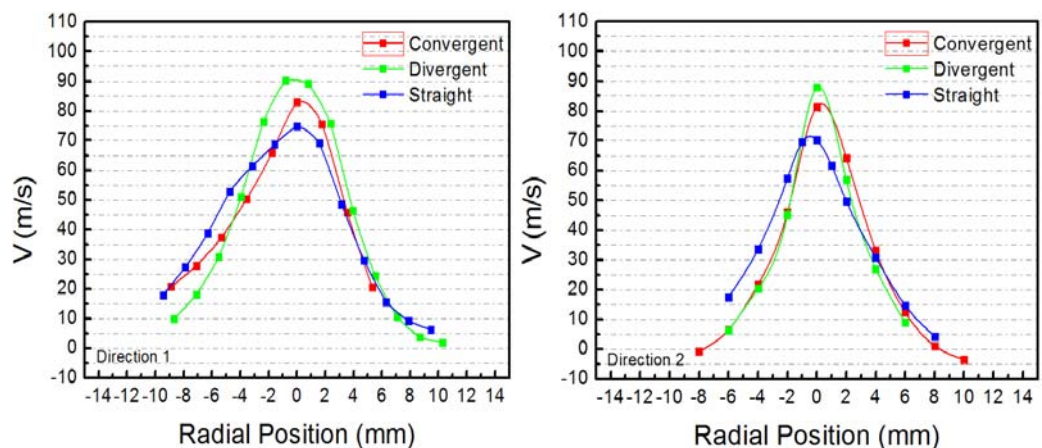 110
100
90
80
70
60
50
40
30
20
10
0
-10
V (m/s)
Convergent
Divergent
Straight
Direction 1
-14 -12 -10 -8 -6 -4 -2 0 2 4 6 8 10 12 14
Radial Position (mm)
110
100
90
80
70
60
50
40
30
20
10
0
-10
V (m/s)
Convergent
Divergent
Straight
Direction 2
-14 -12 -10 -8 -6 -4 -2 0 2 4 6 8 10 12 14
Radial Position (mm)